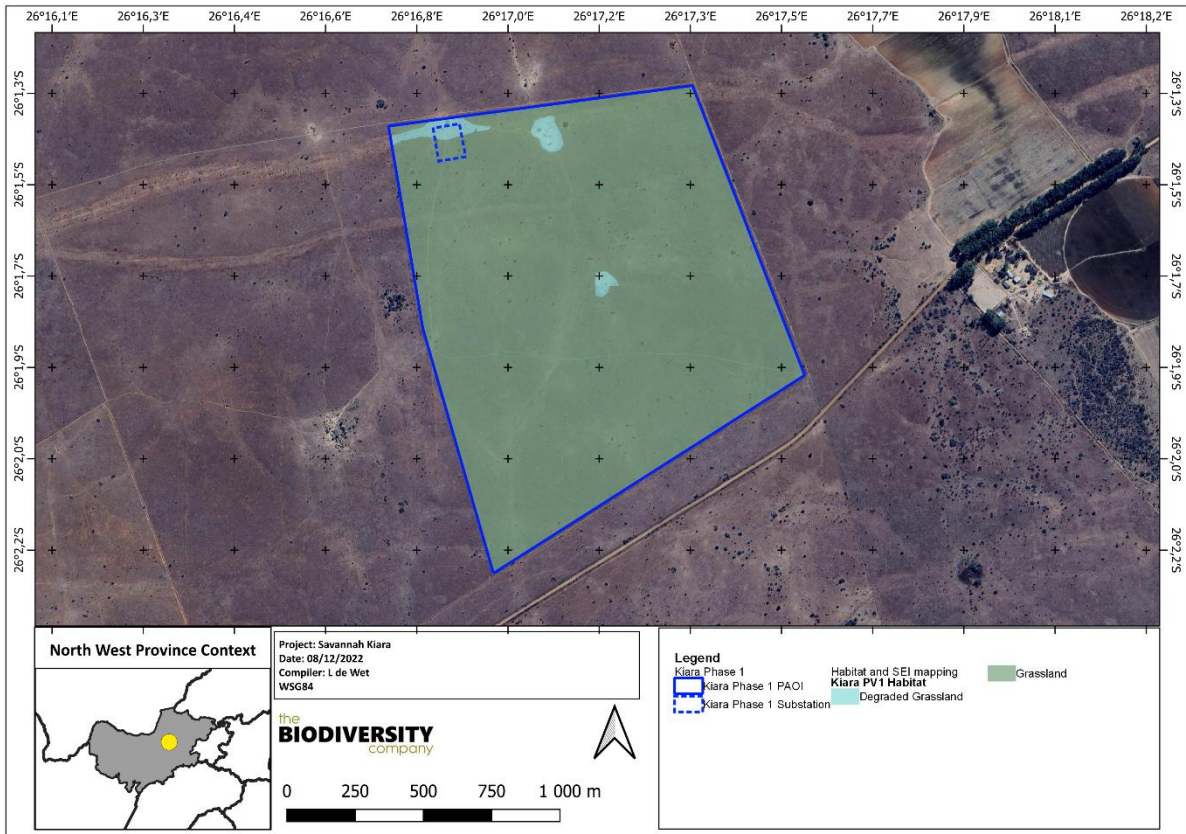 26°16,1'E 26°16,3'E 26°16,4'E 26°16,6'E 26°16,8'E 26°17,0'E 26°17,2'E 26°17,3'E 26°17,5'E 26°17,7'E 26°17,9'E 26°18,1'E 26°18,2'E
26°1,3'S 26°1,3'S
26°1,5'S 26°1,5'S
26°1,7'S 26°1,7'S
26°1,9'S 26°1,9'S
26°2,0'S 26°2,0'S
26°2,2'S 26°2,2'S
North West Province Context
Project: Savannah Kiara
Date: 08/12/2022
Compiler: L de Wet
WSG84
the
BIODIVERSITY
company
0 250 500 750 1 000 m
Legend
Kiara Phase 1
Kiara Phase 1 PAOI
Kiara Phase 1 Substation
Habitat and SEI mapping
Kiara PV1 Habitat
Degraded Grassland
Grassland